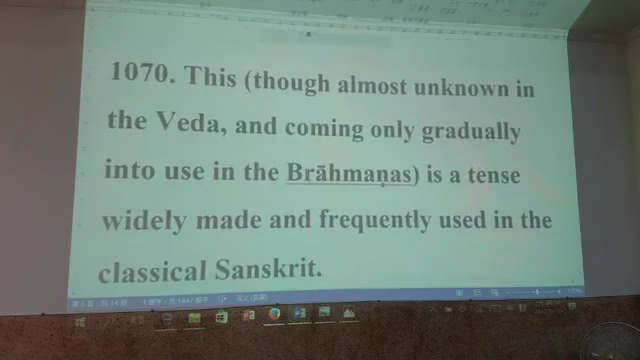 1070. This (though almost unknown in
the Veda, and coming only gradually
into use in the Brāhmaṇas) is a tense
widely made and frequently used in the
classical Sanskrit.